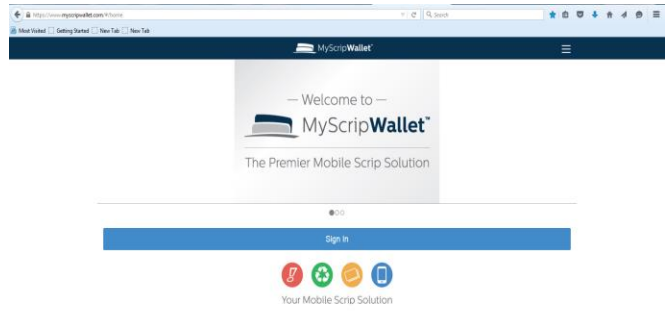 https://www.myscripwallet.com/#/home
Search
Most Visited Getting Started New Tab New Tab
MyScripWallet
— Welcome to —
MyScripWallet™
The Premier Mobile Scrip Solution
Sign In
Your Mobile Scrip Solution